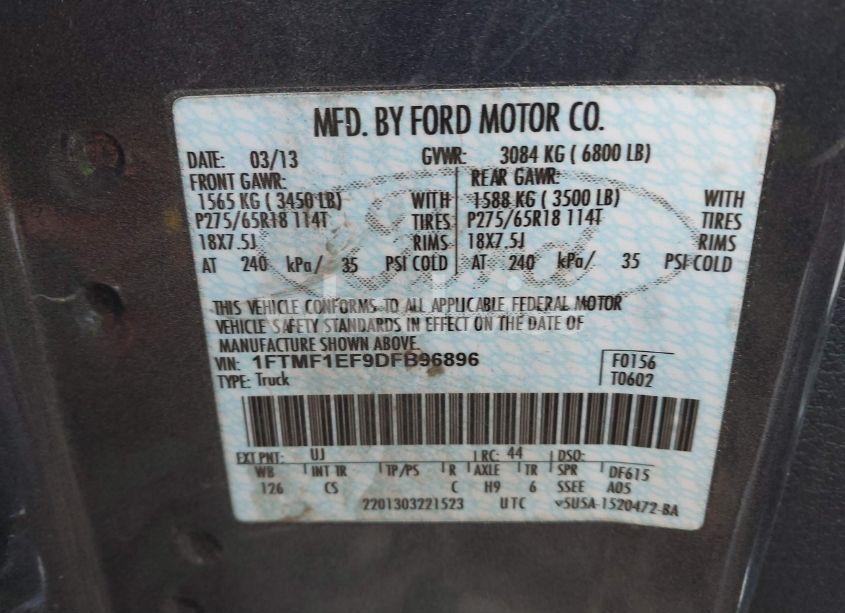 MFD. BY FORD MOTOR CO.
DATE: 03/13 GVWR: 3084 KG ( 6800 LB)
FRONT GAWR: REAR GAWR:
1565 KG ( 3450 LB) WITH 1588 KG ( 3500 LB) WITH
P275/65R18 114T TIRES P275/65R18 114T TIRES
18X7.5J RIMS 18X7.5J RIMS
AT 240 kPa/ 35 PSI COLD AT 240 kPa/ 35 PSI COLD
THIS VEHICLE CONFORMS TO ALL APPLICABLE FEDERAL MOTOR
VEHICLE SAFETY STANDARDS IN EFFECT ON THE DATE OF
MANUFACTURE SHOWN ABOVE.
VIN: 1FTMF1EF9DFB96896 F0156
TYPE: Truck T0602
EXT PNT: UJ RC: 44 DSO:
WB INT TR TP/PS R AXLE TR SPR DF615
126 CS C H9 6 SSEE A05
2201303221523 UTC v5USA-1520472-BA